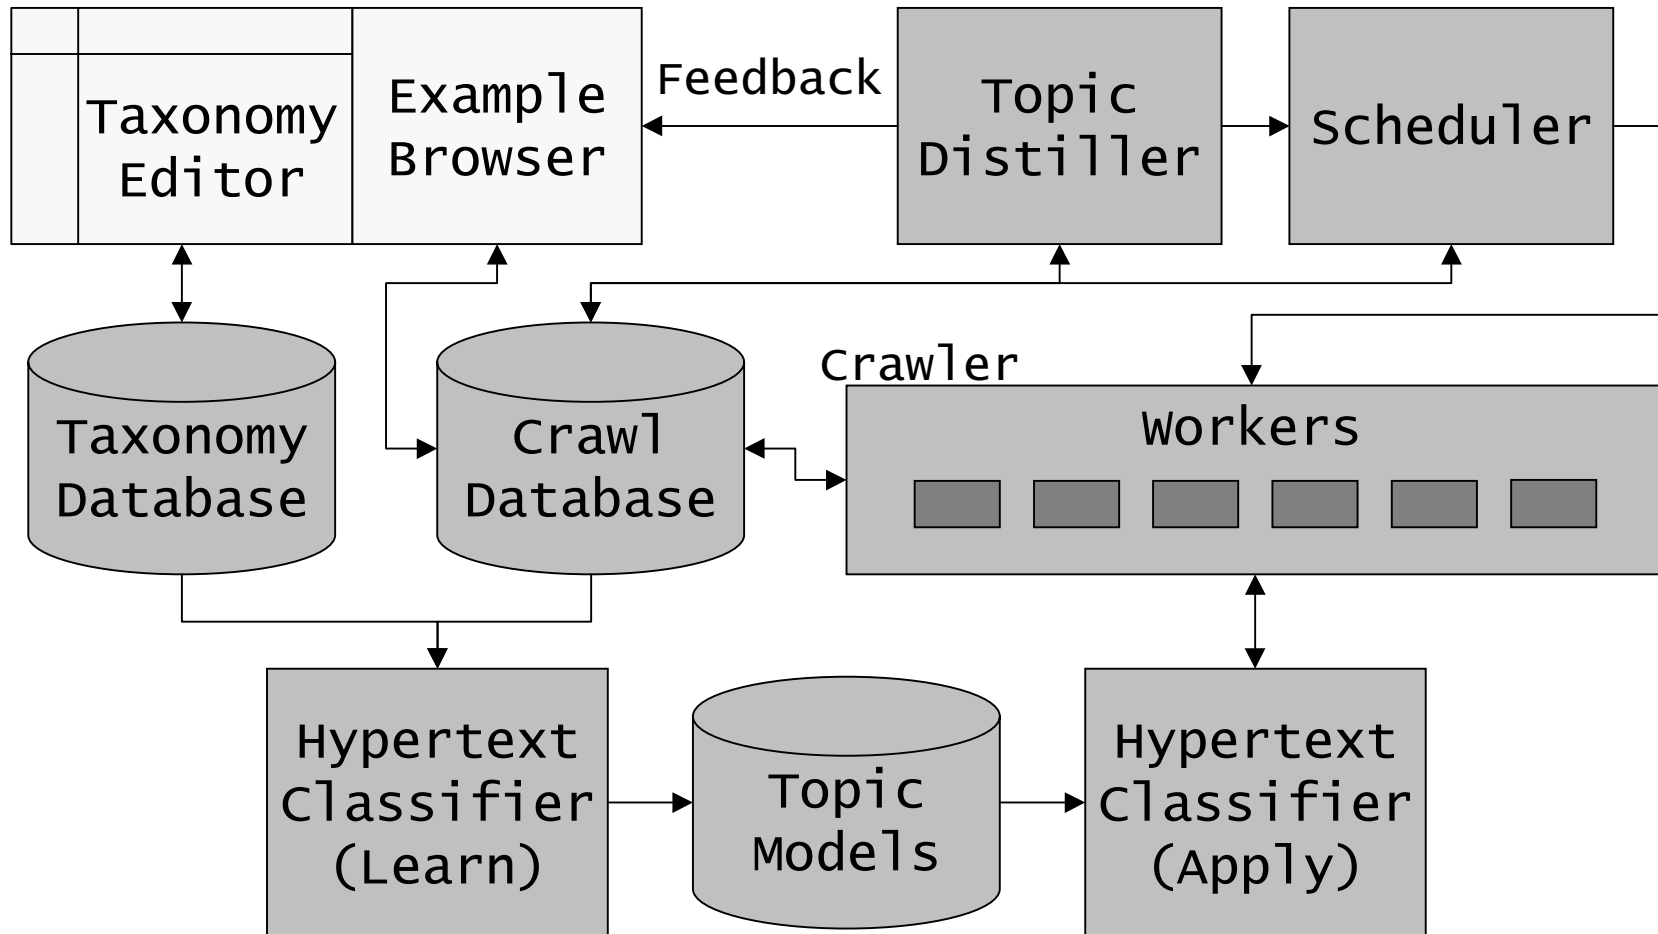 Taxonomy
Editor
Example
Browser
Feedback
Topic
Distiller
Scheduler
Taxonomy
Database
Crawl
Database
Crawler
Workers
Hypertext
Classifier
(Learn)
Topic
Models
Hypertext
Classifier
(Apply)